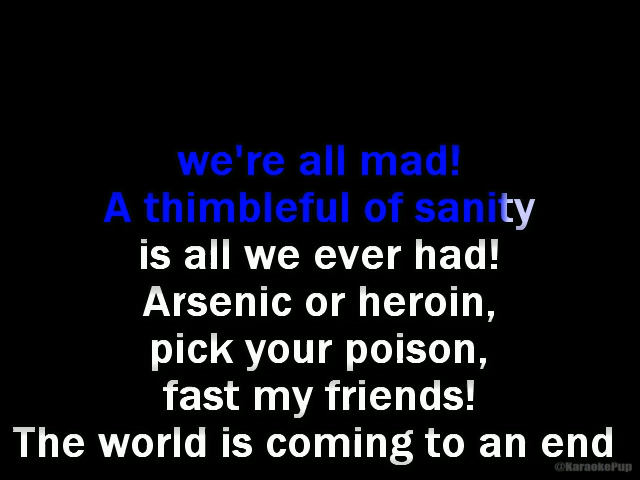 we're all mad!
A thimbleful of sanity
is all we ever had!
Arsenic or heroin,
pick your poison,
fast my friends!
The world is coming to an end
@KaraokePup